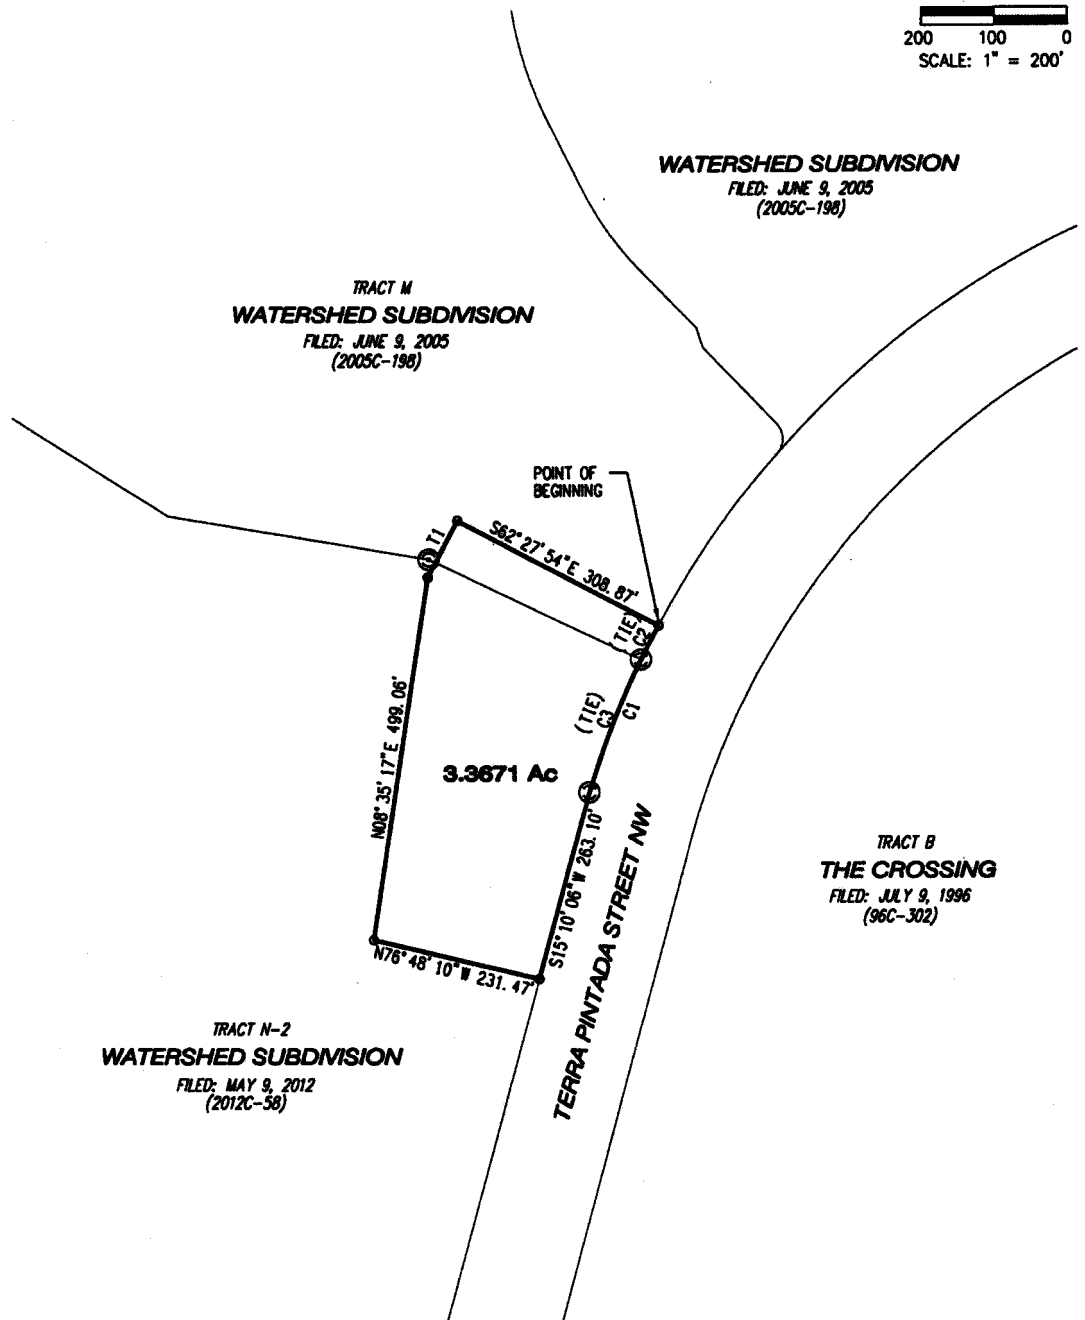 200 100 0
SCALE: 1" = 200'
WATERSHED SUBDIVISION
FILED: JUNE 9, 2005
(2005C-198)
TRACT M
WATERSHED SUBDIVISION
FILED: JUNE 9, 2005
(2005C-198)
POINT OF
BEGINNING
T1
S62°27'54"E 308.87'
(TIE)
C2
(TIE)
C3
C1
N08°35'17"E 499.06'
3.3671 Ac
S15°10'06"W 263.10'
TERRA PINTADA STREET NW
TRACT B
THE CROSSING
FILED: JULY 9, 1996
(96C-302)
N76°48'10"W 231.47'
TRACT N-2
WATERSHED SUBDIVISION
FILED: MAY 9, 2012
(2012C-58)